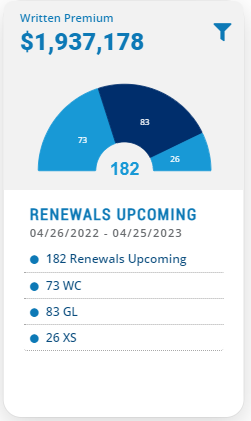 Written Premium
$1,937,178
73
83
26
182
RENEWALS UPCOMING
04/26/2022 - 04/25/2023
182 Renewals Upcoming
73 WC
83 GL
26 XS